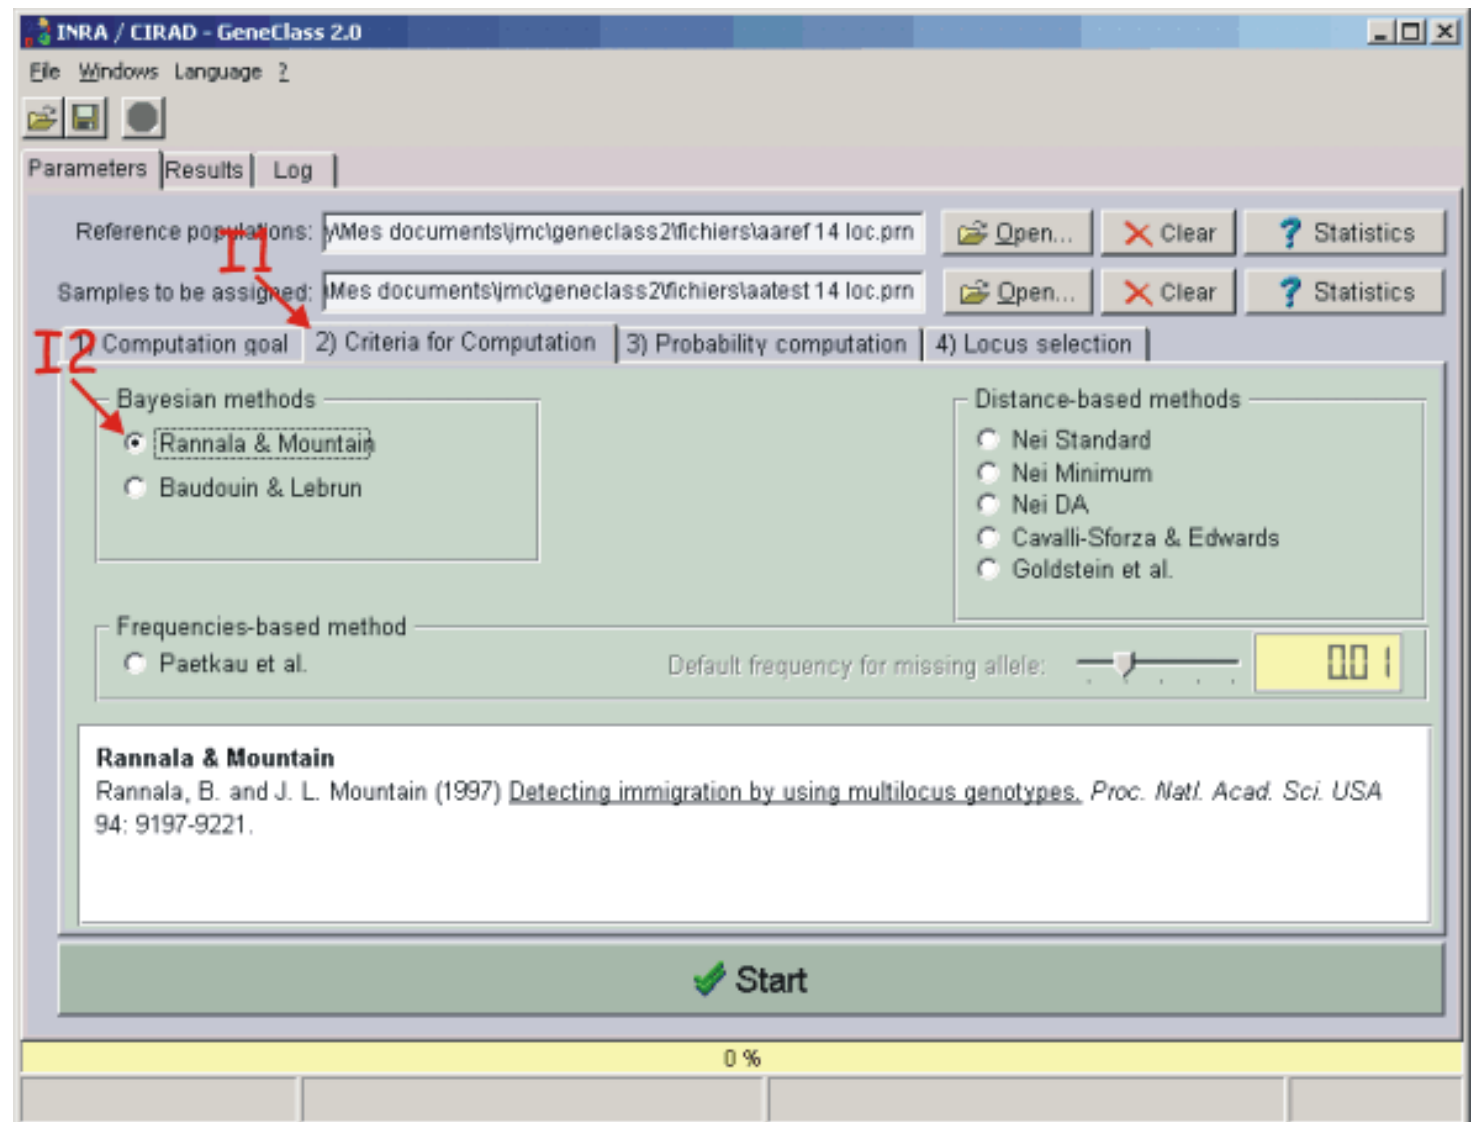 INRA / CIRAD - GeneClass 2.0
File Windows Language ?
Parameters Results Log
Reference populations: y\Mes documents\jmc\geneclass2\fichiers\aaref 14 loc.prn Open... Clear ? Statistics
I1
Samples to be assigned: \Mes documents\jmc\geneclass2\fichiers\aatest 14 loc.prn Open... Clear ? Statistics
I2
1) Computation goal 2) Criteria for Computation 3) Probability computation 4) Locus selection
Bayesian methods Distance-based methods
Rannala & Mountain Nei Standard
Nei Minimum
Baudouin & Lebrun Nei DA
Cavalli-Sforza & Edwards
Goldstein et al.
Frequencies-based method
Paetkau et al. Default frequency for missing allele: 0.01
Rannala & Mountain
Rannala, B. and J. L. Mountain (1997) Detecting immigration by using multilocus genotypes. Proc. Natl. Acad. Sci. USA
94: 9197-9221.
Start
0 %